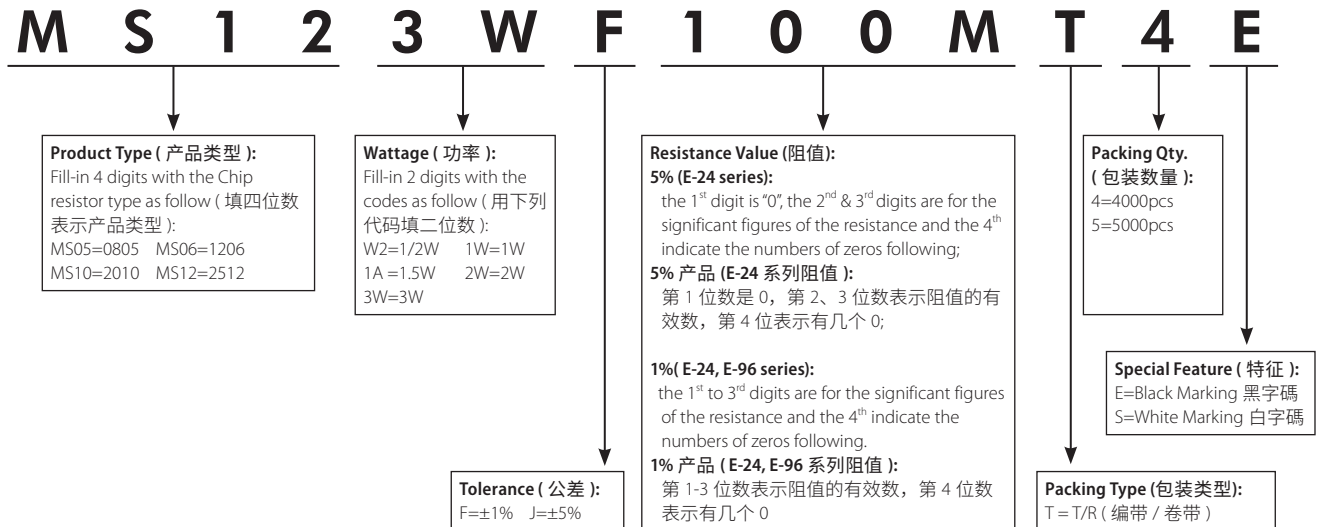 M S 1 2 3 W F 1 0 0 M T 4 E
Product Type ( 产品类型 ):
Fill-in 4 digits with the Chip
resistor type as follow ( 填四位数
表示产品类型 ):
MS05=0805 MS06=1206
MS10=2010 MS12=2512
Wattage ( 功率 ):
Fill-in 2 digits with the
codes as follow ( 用下列
代码填二位数 ):
W2=1/2W 1W=1W
1A =1.5W 2W=2W
3W=3W
Tolerance ( 公差 ):
F=±1% J=±5%
Resistance Value (阻值):
5% (E-24 series):
the 1st digit is “0”, the 2nd & 3rd digits are for the
significant figures of the resistance and the 4th
indicate the numbers of zeros following;
5% 产品 (E-24 系列阻值 ):
第 1 位数是 0，第 2、3 位数表示阻值的有
效数，第 4 位表示有几个 0;
1%( E-24, E-96 series):
the 1st to 3rd digits are for the significant figures
of the resistance and the 4th indicate the
numbers of zeros following.
1% 产品 ( E-24, E-96 系列阻值 ):
第 1-3 位数表示阻值的有效数，第 4 位数
表示有几个 0
Packing Qty.
( 包装数量 ):
4=4000pcs
5=5000pcs
Special Feature ( 特征 ):
E=Black Marking 黑字碼
S=White Marking 白字碼
Packing Type (包装类型):
T = T/R ( 编带 / 卷带 )